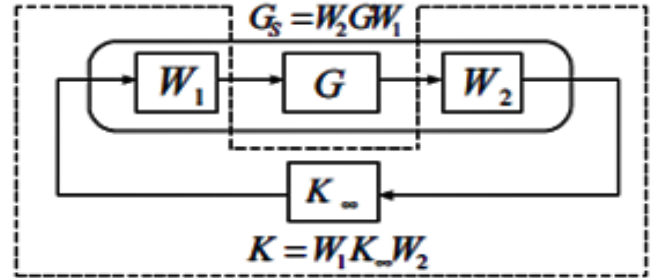 G_S = W_2GW_1
W_1 G W_2
K_∞
K = W_1K_∞W_2